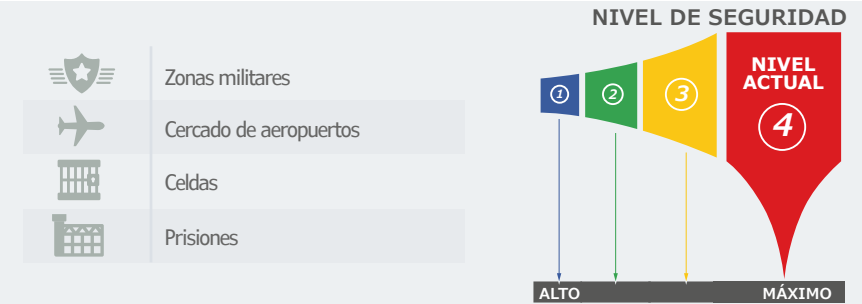 NIVEL DE SEGURIDAD
Zonas militares
Cercado de aeropuertos
Celdas
Prisiones
1
2
3
NIVEL
ACTUAL
4
ALTO
MÁXIMO